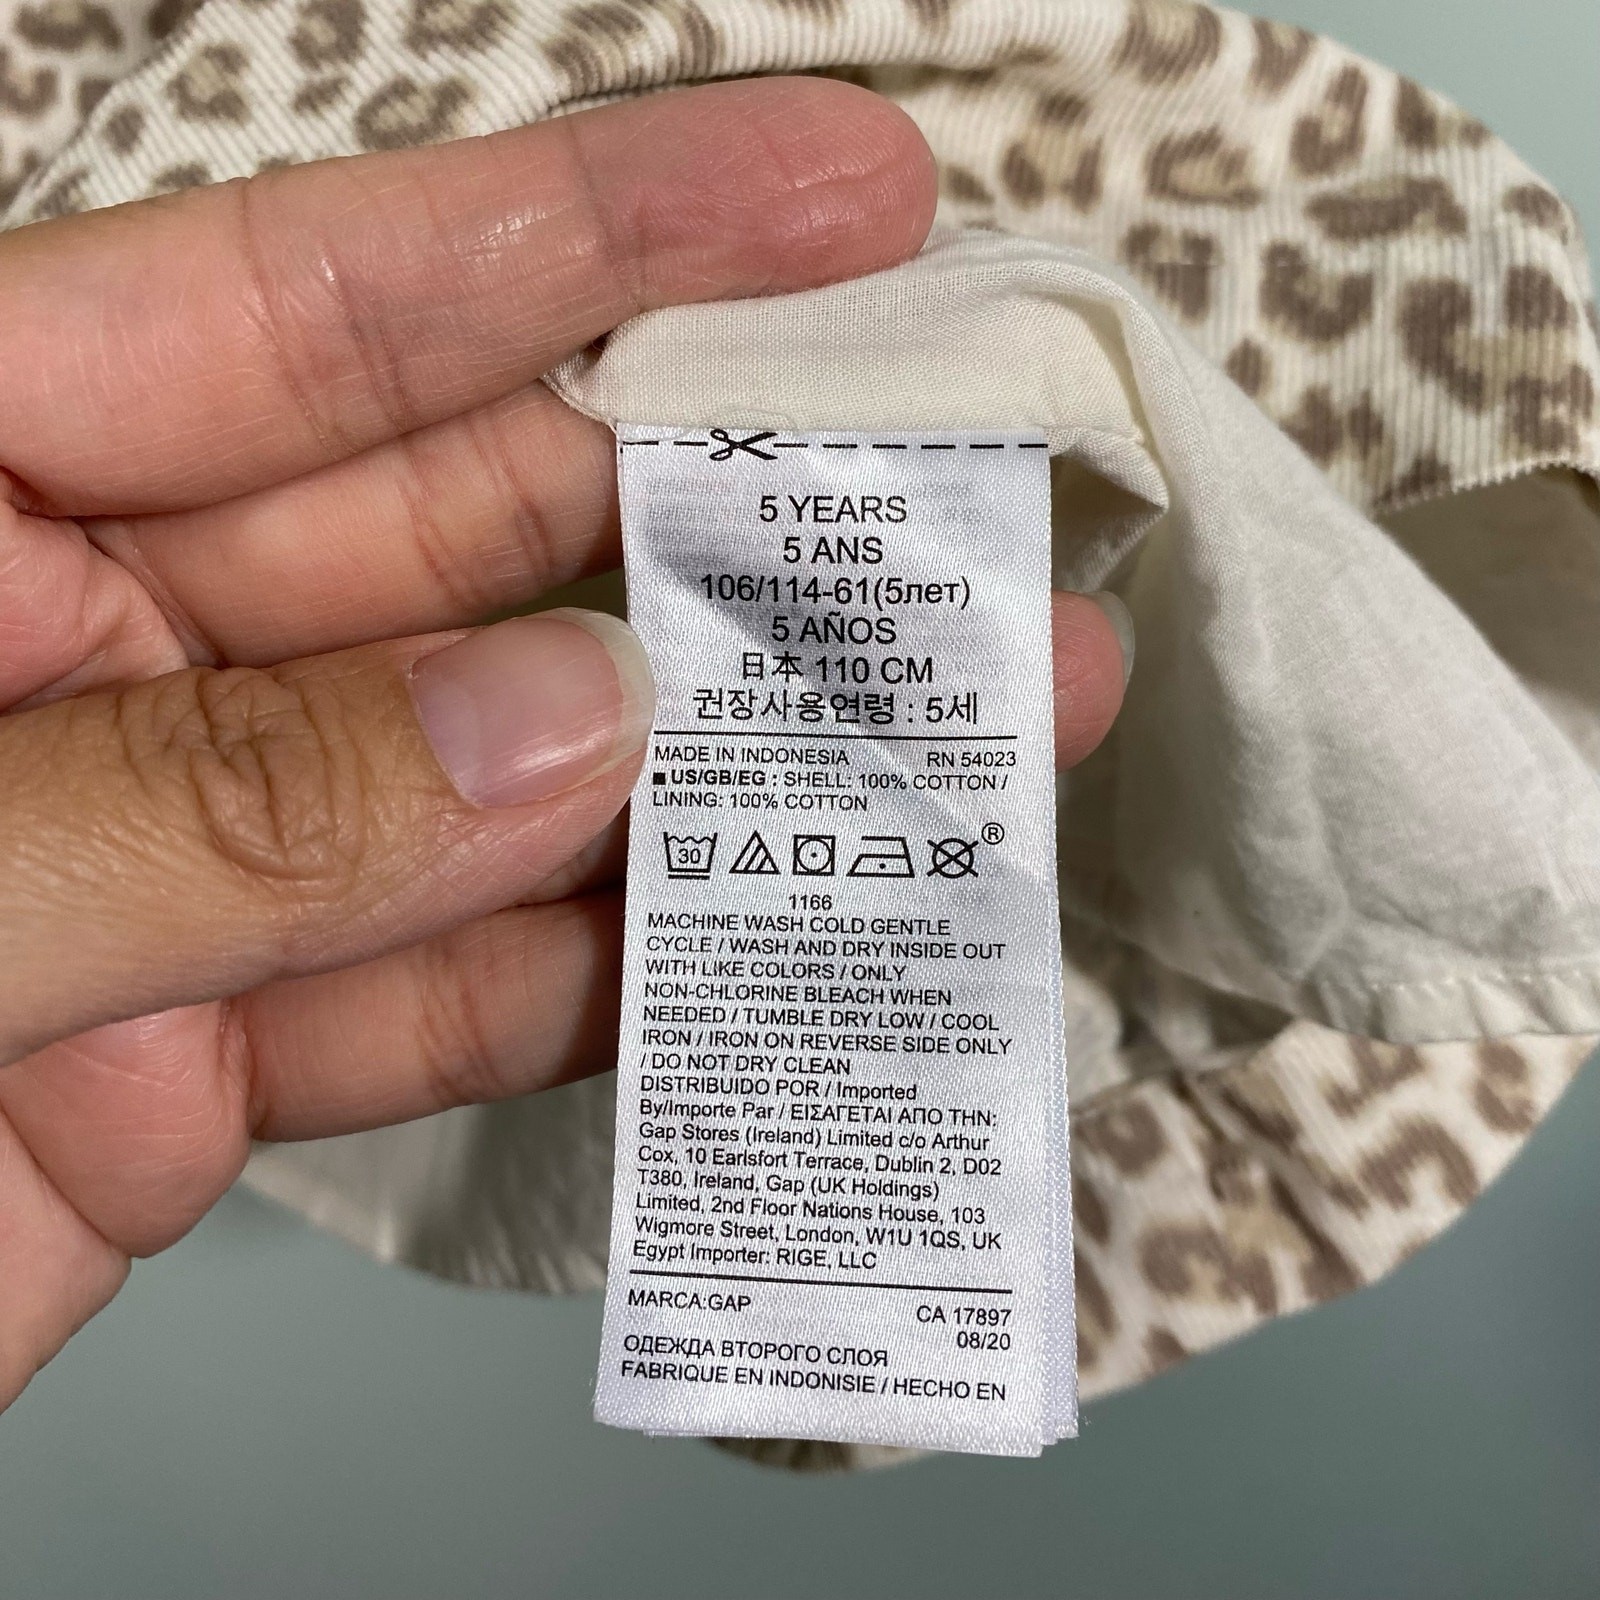 5 YEARS
5 ANS
106/114-61(5лет)
5 AÑOS
日本 110 CM
권장사용연령 : 5세
MADE IN INDONESIA RN 54023
■ US/GB/EG : SHELL: 100% COTTON /
LINING: 100% COTTON
30 ®
1166
MACHINE WASH COLD GENTLE
CYCLE / WASH AND DRY INSIDE OUT
WITH LIKE COLORS / ONLY
NON-CHLORINE BLEACH WHEN
NEEDED / TUMBLE DRY LOW / COOL
IRON / IRON ON REVERSE SIDE ONLY
/ DO NOT DRY CLEAN
DISTRIBUIDO POR / Imported
By/Importe Par / ΕΙΣΑΓΕΤΑΙ ΑΠΟ ΤΗΝ:
Gap Stores (Ireland) Limited c/o Arthur
Cox, 10 Earlsfort Terrace, Dublin 2, D02
T380, Ireland, Gap (UK Holdings)
Limited, 2nd Floor Nations House, 103
Wigmore Street, London, W1U 1QS, UK
Egypt Importer: RIGE, LLC
MARCA:GAP CA 17897
08/20
ОДЕЖДА ВТОРОГО СЛОЯ
FABRIQUE EN INDONISIE / HECHO EN